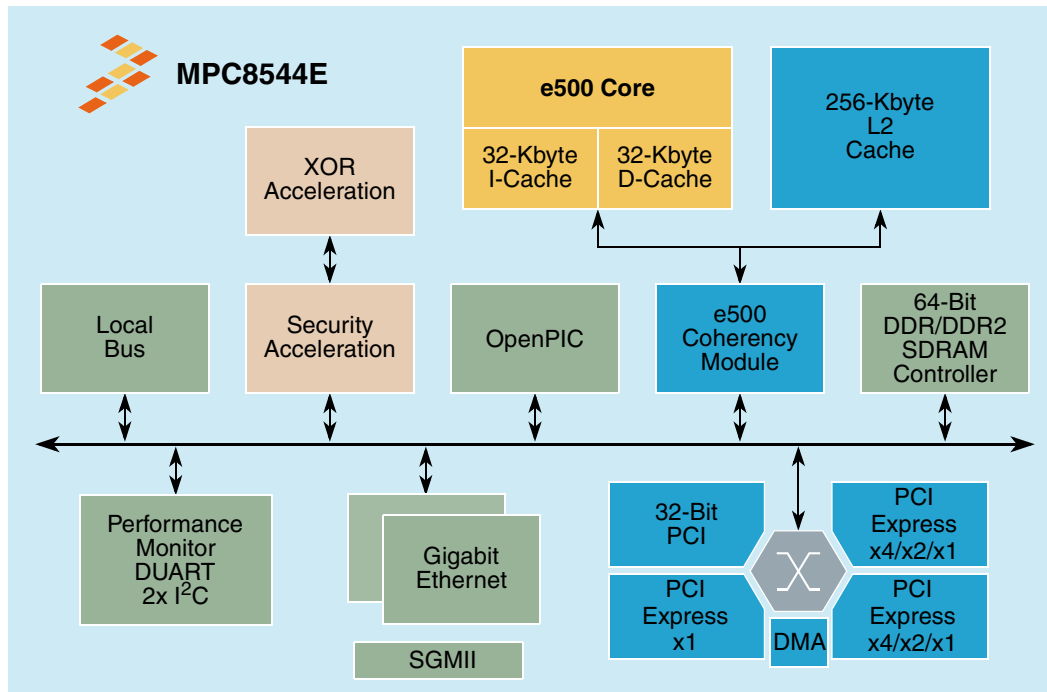 MPC8544E
e500 Core
32-Kbyte
I-Cache
32-Kbyte
D-Cache
256-Kbyte
L2
Cache
XOR
Acceleration
Local
Bus
Security
Acceleration
OpenPIC
e500
Coherency
Module
64-Bit
DDR/DDR2
SDRAM
Controller
Performance
Monitor
DUART
2x I²C
Gigabit
Ethernet
SGMII
32-Bit
PCI
PCI
Express
x4/x2/x1
PCI
Express
x1
DMA
PCI
Express
x4/x2/x1